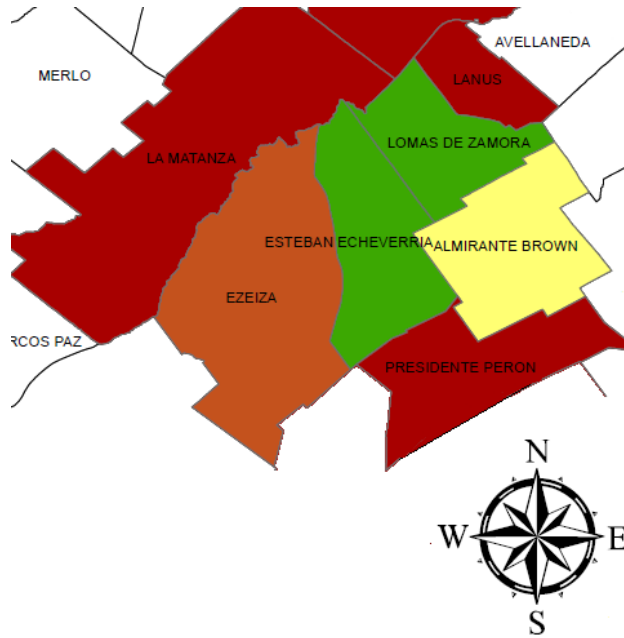 AVELLANEDA
MERLO
LANUS
LOMAS DE ZAMORA
LA MATANZA
ESTEBAN ECHEVERRIA
ALMIRANTE BROWN
EZEIZA
RCOS PAZ
PRESIDENTE PERON
N
W
E
S